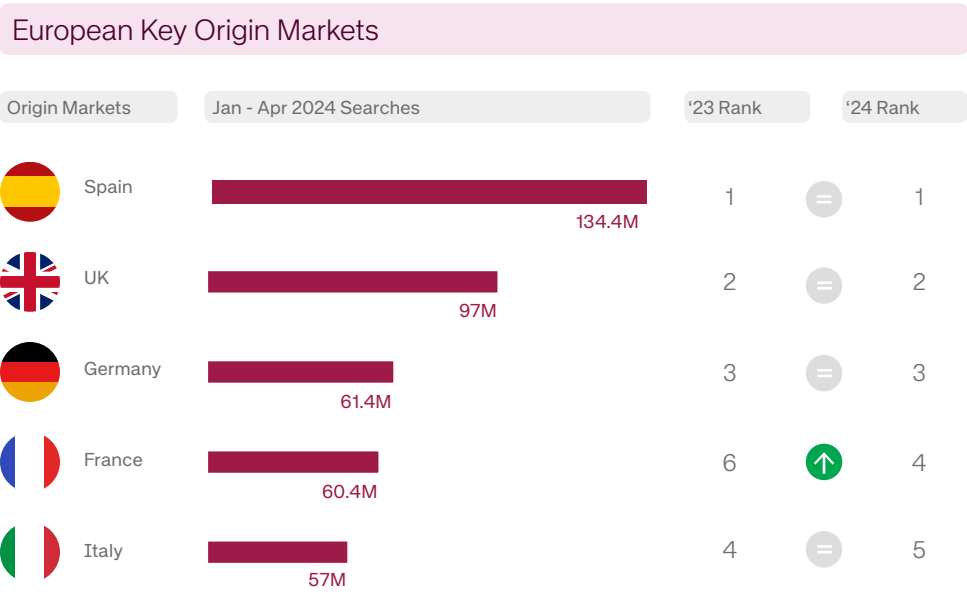 European Key Origin Markets
Origin Markets Jan - Apr 2024 Searches ‘23 Rank ‘24 Rank
Spain 1 = 1
134.4M
UK 2 = 2
97M
Germany 3 = 3
61.4M
France 6 ↑ 4
60.4M
Italy 4 = 5
57M